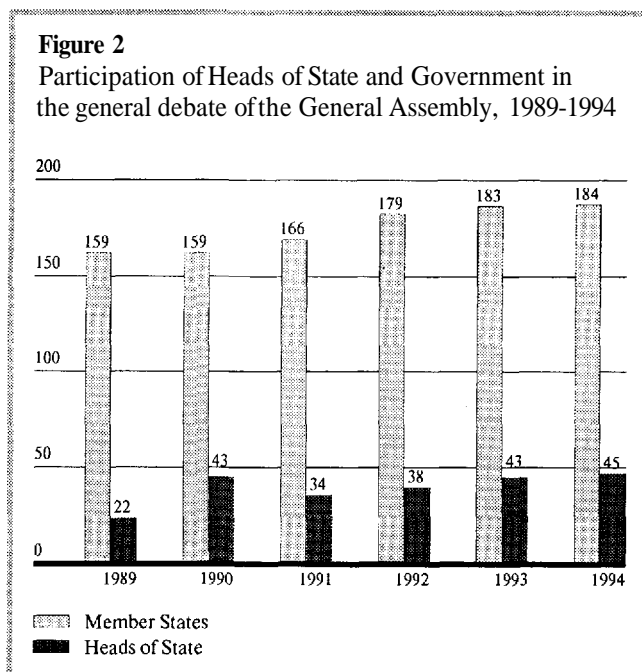 Figure 2
Participation of Heads of State and Government in
the general debate of the General Assembly, 1989-1994
200
159
159
166
179
183
184
150
100
50
22
43
34
38
43
45
0
1989 1990 1991 1992 1993 1994
Member States
Heads of State